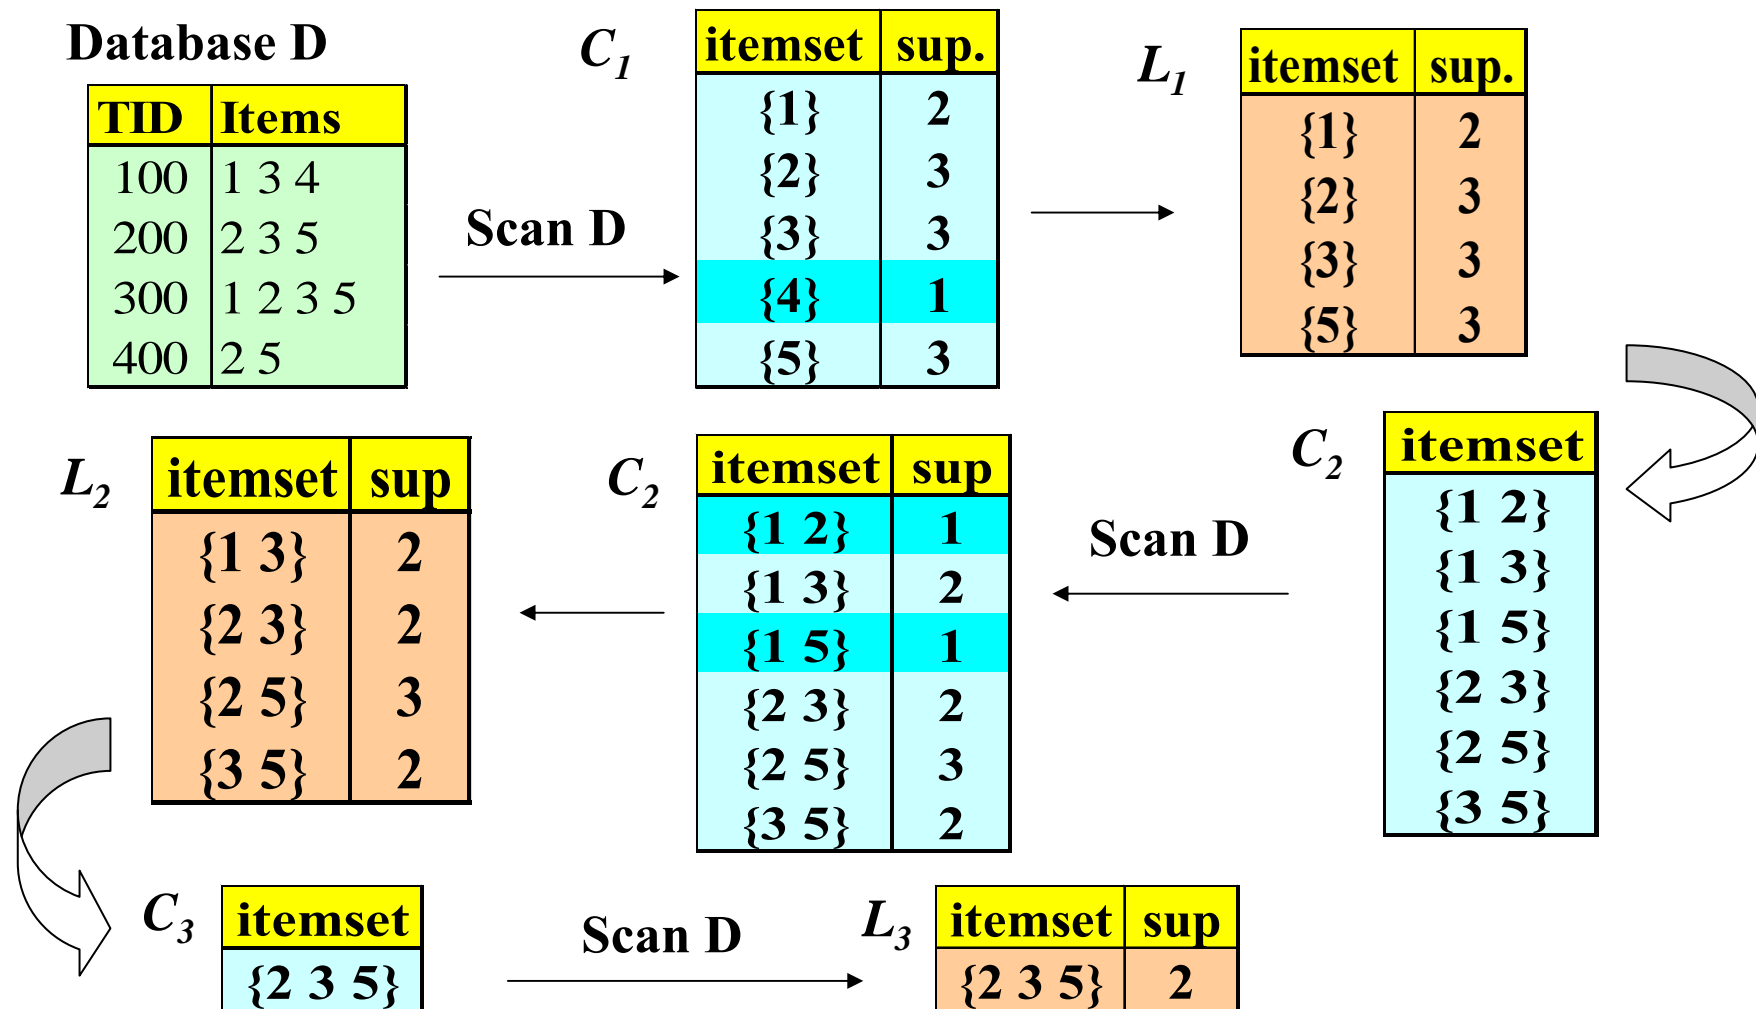 Database D
TID Items
100 1 3 4
200 2 3 5
300 1 2 3 5
400 2 5
Scan D
C1
itemset sup.
{1} 2
{2} 3
{3} 3
{4} 1
{5} 3
L1
itemset sup.
{1} 2
{2} 3
{3} 3
{5} 3
C2
itemset
{1 2}
{1 3}
{1 5}
{2 3}
{2 5}
{3 5}
Scan D
C2
itemset sup
{1 2} 1
{1 3} 2
{1 5} 1
{2 3} 2
{2 5} 3
{3 5} 2
L2
itemset sup
{1 3} 2
{2 3} 2
{2 5} 3
{3 5} 2
C3
itemset
{2 3 5}
Scan D
L3
itemset sup
{2 3 5} 2